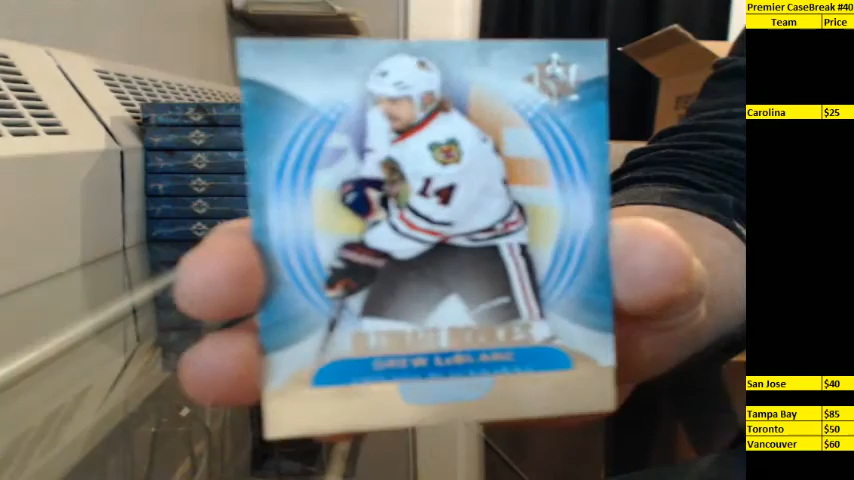 Premier CaseBreak #40
Team Price
Carolina $25
San Jose $40
Tampa Bay $85
Toronto $50
Vancouver $60
14
DREW LeBLANC